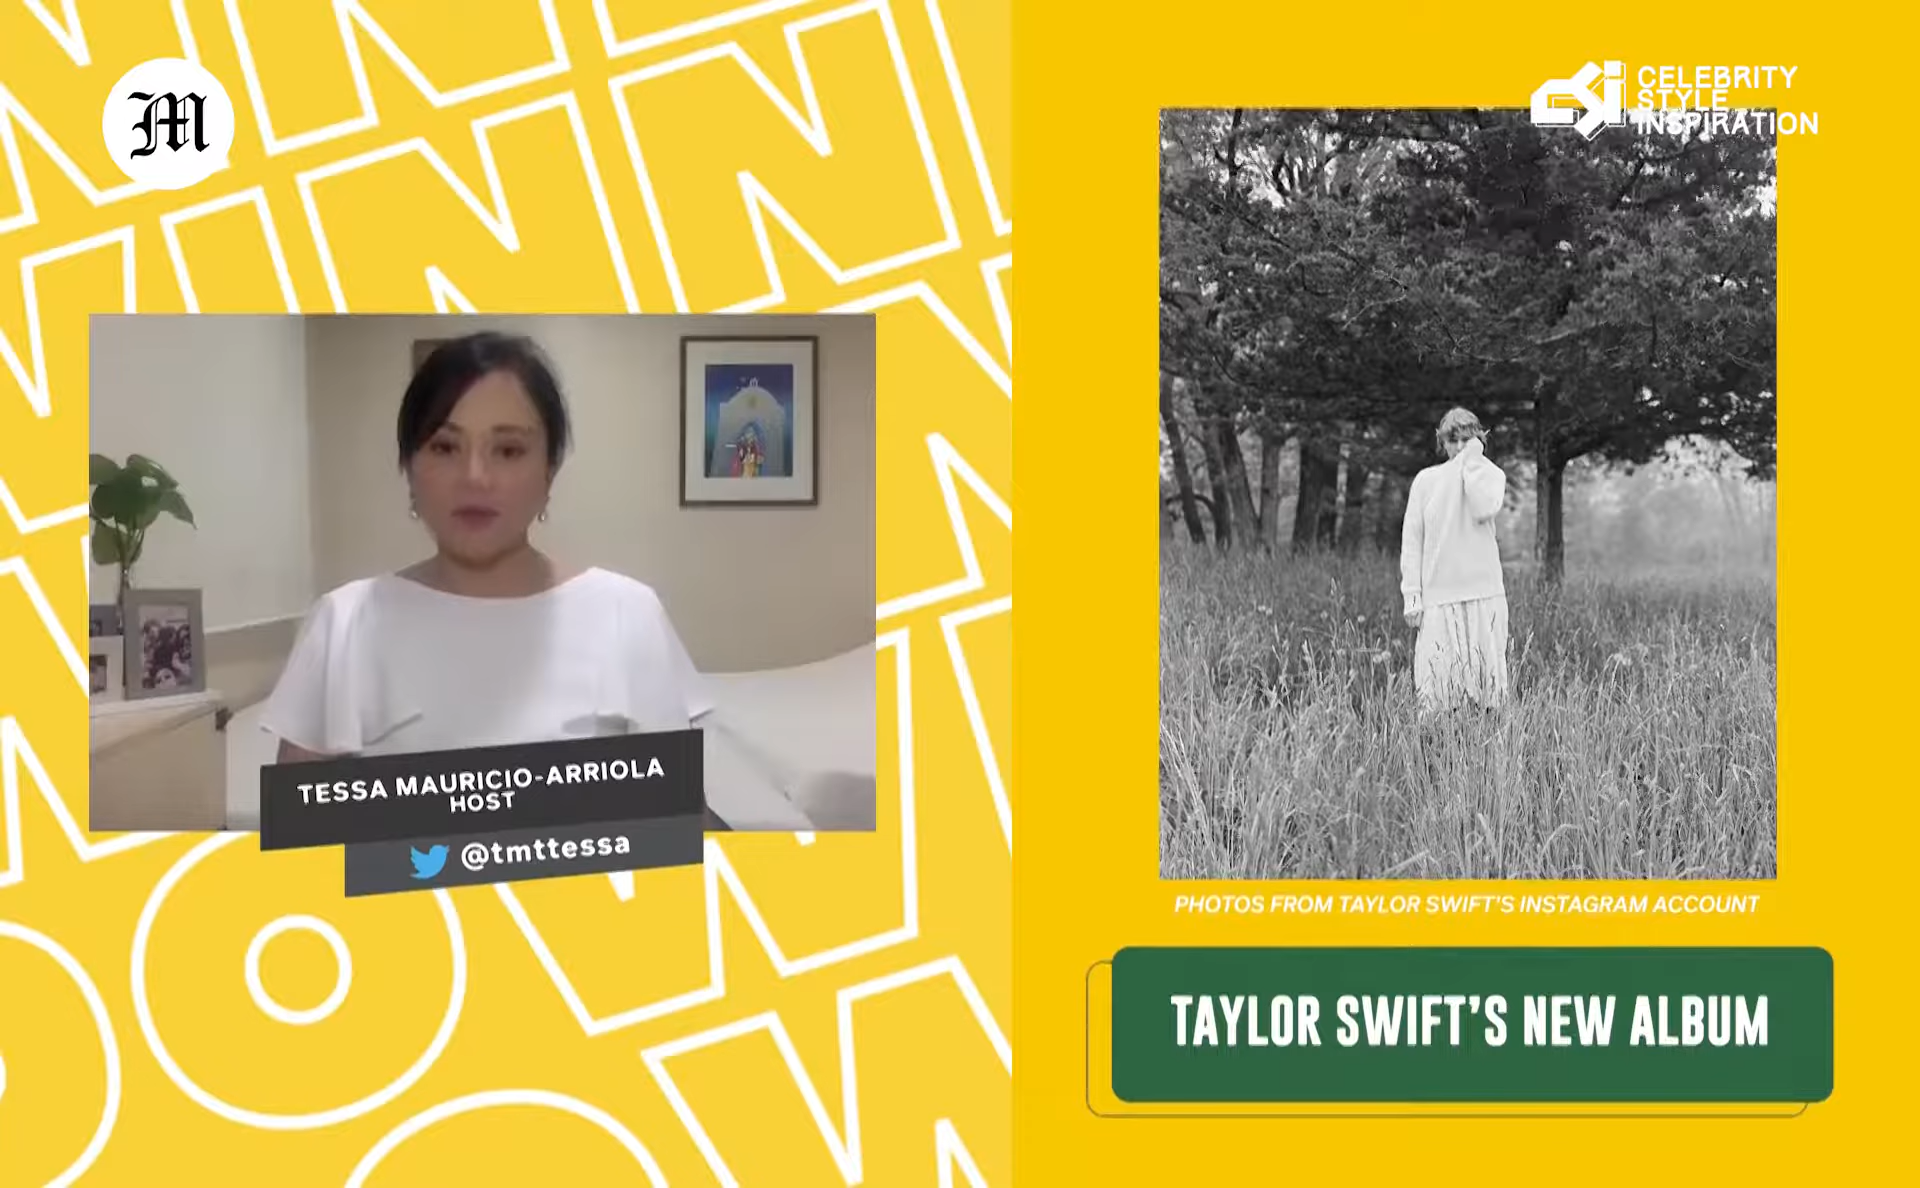 M
CELEBRITY
STYLE
INSPIRATION
TESSA MAURICIO-ARRIOLA
HOST
@tmttessa
PHOTOS FROM TAYLOR SWIFT'S INSTAGRAM ACCOUNT
TAYLOR SWIFT'S NEW ALBUM